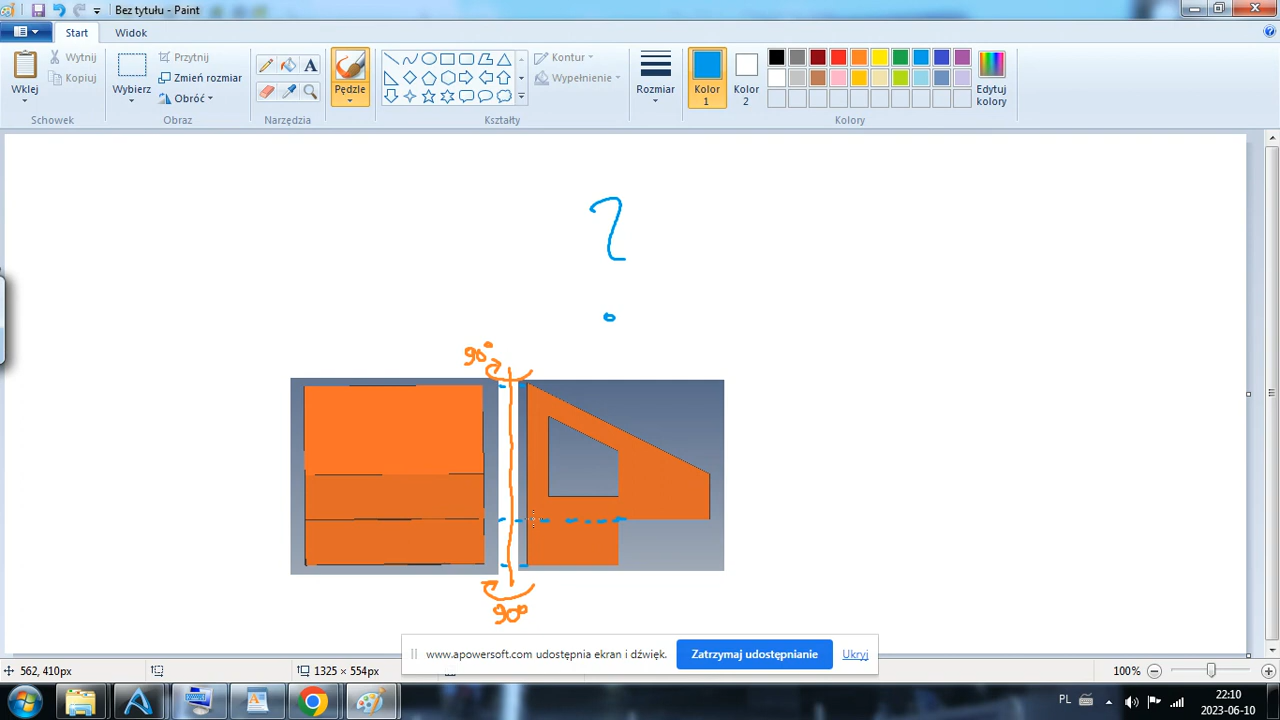 Bez tytułu - Paint
Start Widok
Wklej
Wytnij
Kopiuj
Schowek
Wybierz
Przytnij
Zmień rozmiar
Obróć
Obraz
A
Narzędzia
Pędzle
Kontur
Wypełnienie
Kształty
Rozmiar
Kolor 1
Kolor 2
Edytuj kolory
Kolory
?
90°
90°
www.apowersoft.com udostępnia ekran i dźwięk.
Zatrzymaj udostępnianie
Ukryj
562, 410px
1325 × 554px
100%
PL
22:10
2023-06-10